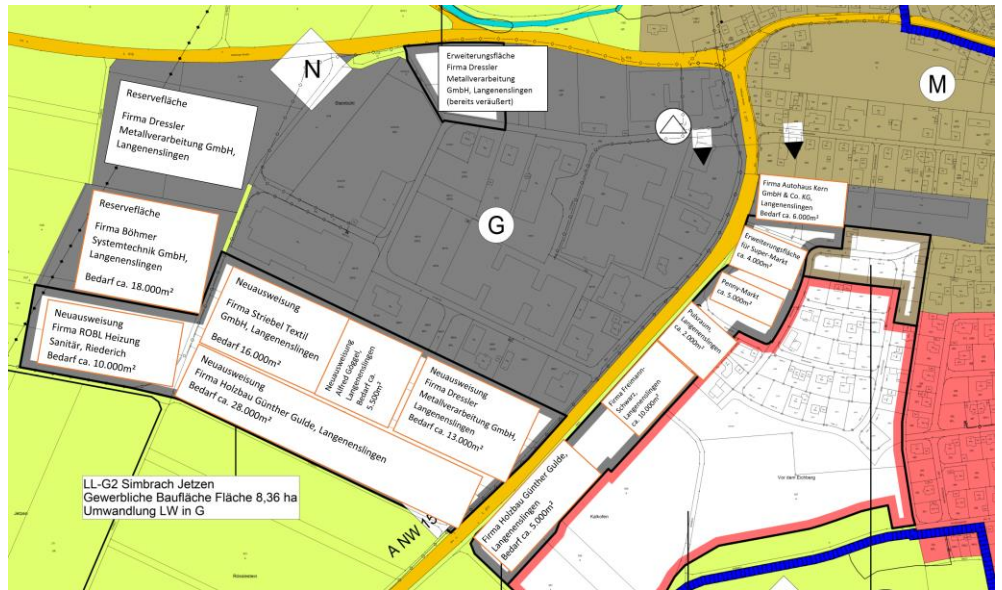 N
Erweiterungsfläche
Firma Dressler
Metallverarbeitung
GmbH, Langenenslingen
(bereits veräußert)
M
Reservefläche
Firma Dressler
Metallverarbeitung GmbH,
Langenenslingen
Reservefläche
Firma Böhmer
Systemtechnik GmbH,
Langenenslingen
Bedarf ca. 18.000m²
G
Firma Autohaus Kern
GmbH & Co. KG,
Langenenslingen
Bedarf ca. 6.000m²
Erweiterungsfläche
für Super-Markt
ca. 4.000m²
Penny-Markt
ca. 5.000m²
Langenenslingen
ca. 2.000m²
Neuausweisung
Firma ROBL Heizung
Sanitär, Riederich
Bedarf ca. 10.000m²
Neuausweisung
Firma Striebel Textil
GmbH, Langenenslingen
Bedarf 16.000m²
Neuausweisung
Alfred Göggel,
Langenenslingen
Bedarf ca.
5.500m²
Neuausweisung
Firma Dressler
Metallverarbeitung GmbH,
Langenenslingen
Bedarf ca. 13.000m²
Neuausweisung
Firma Holzbau Günther Gulde, Langenenslingen
Bedarf ca. 28.000m²
Firma Freimann-
Schwarz,
Langenenslingen
ca. 10.000m²
Firma Holzbau Günther Gulde,
Langenenslingen
Bedarf ca. 5.000m²
LL-G2 Simbrach Jetzen
Gewerbliche Baufläche Fläche 8,36 ha
Umwandlung LW in G
A NW 15
Jetzen
Kalkofen
Vor dem Eichberg